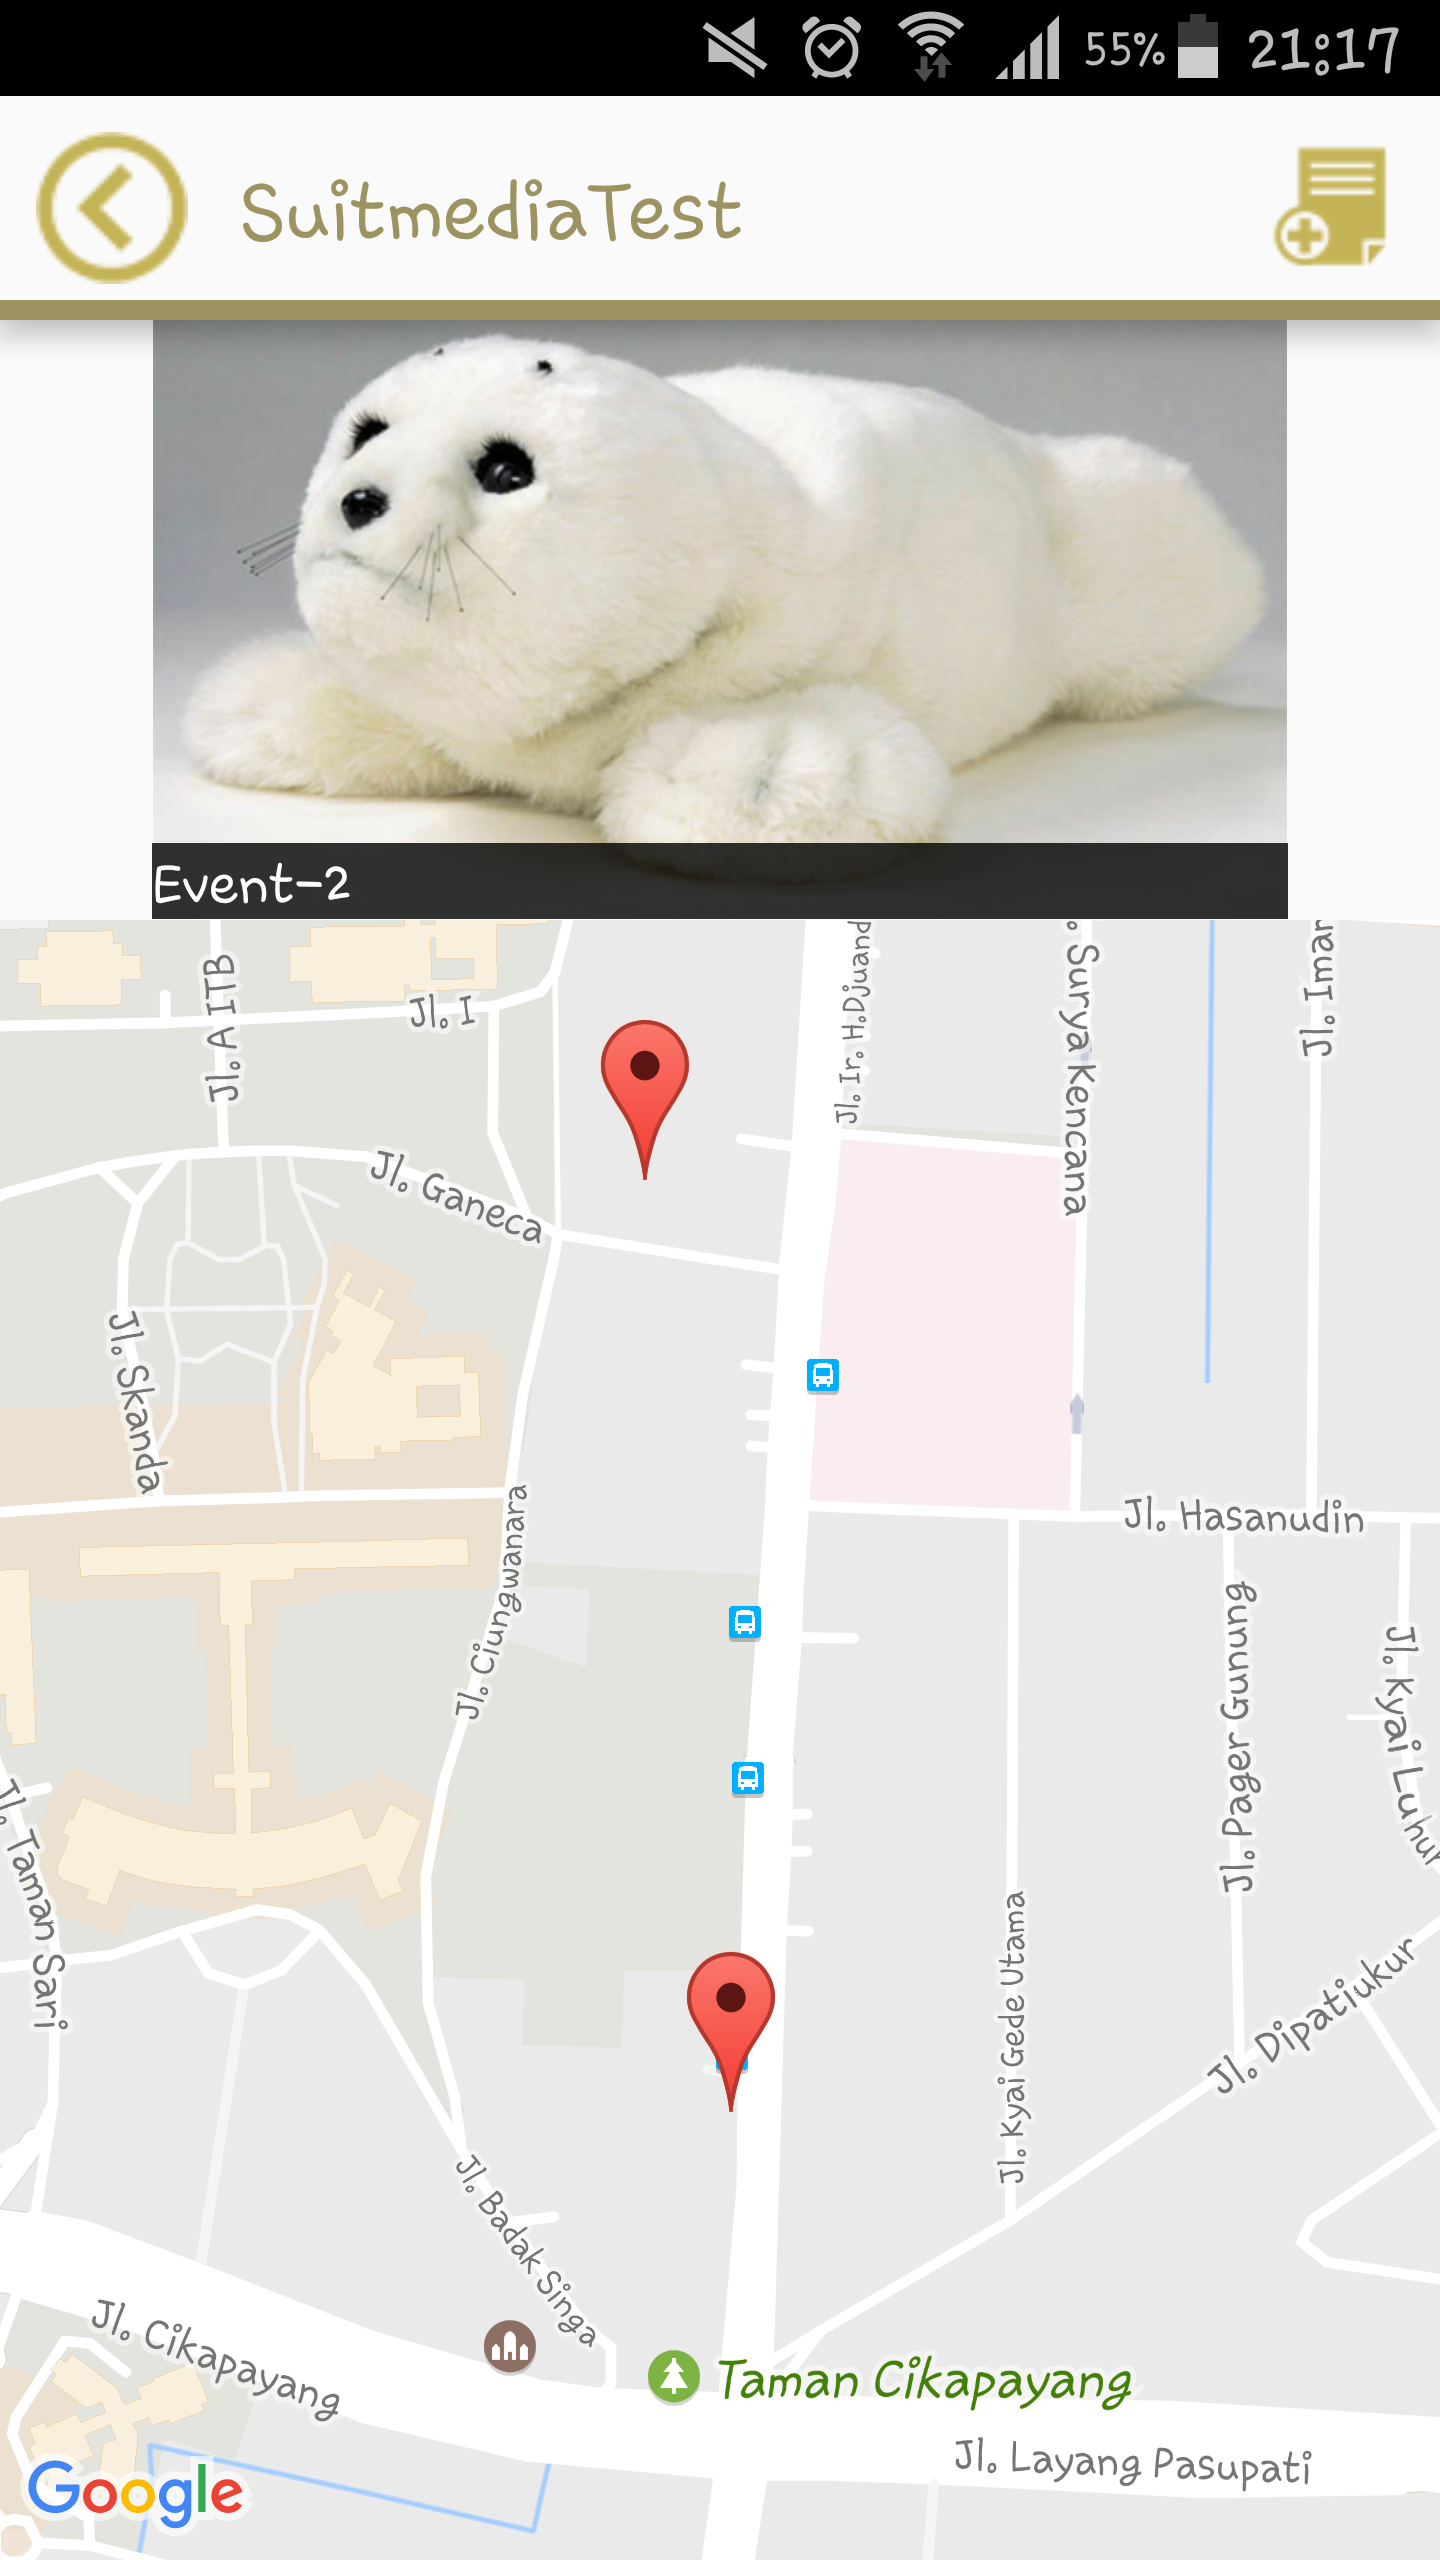 55%
21:17
SuitmediaTest
Event-2
Jl. A ITB
Jl. I
Jl. Ir. H.Djuand
. Surya Kencana
Jl. Imar
Jl. Ganeca
Jl. Skanda
Jl. Hasanudin
Jl. Ciungwanara
Jl. Pager Gunung
Jl. Kyai Luhur
Jl. Taman Sari
Jl. Kyai Gede Utama
Jl. Dipatiukur
Jl. Badak Singa
Jl. Cikapayang
Taman Cikapayang
Jl. Layang Pasupati
Google